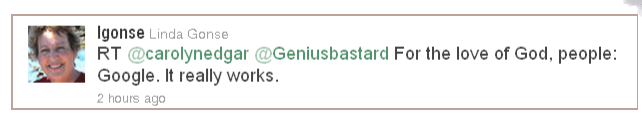 lgonse Linda Gonse
RT @carolynedgar @Geniusbastard For the love of God, people:
Google. It really works.
2 hours ago